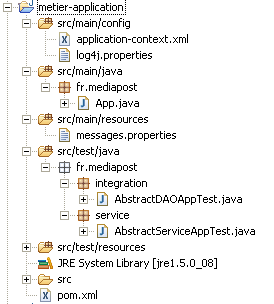 metier-application
src/main/config
application-context.xml
log4j.properties
src/main/java
fr.mediapost
App.java
src/main/resources
messages.properties
src/test/java
fr.mediapost
integration
AbstractDAOAppTest.java
service
AbstractServiceAppTest.java
src/test/resources
JRE System Library [jre1.5.0_08]
src
pom.xml